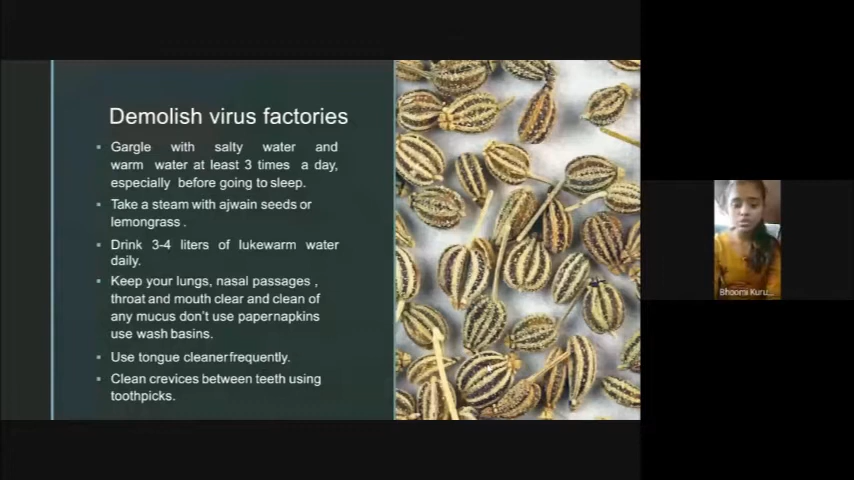 Demolish virus factories
Gargle with salty water and
warm water at least 3 times a day,
especially before going to sleep.
Take a steam with ajwain seeds or
lemongrass .
Drink 3-4 liters of lukewarm water
daily.
Keep your lungs, nasal passages ,
throat and mouth clear and clean of
any mucus don't use papernapkins
use wash basins.
Use tongue cleanerfrequently.
Clean crevices between teeth using
toothpicks.
Bhoomi Kuru...